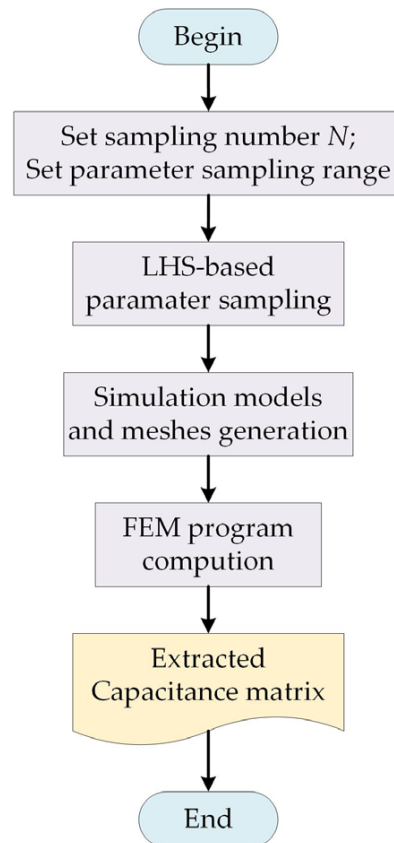 Begin
Set sampling number N;
Set parameter sampling range
LHS-based
paramater sampling
Simulation models
and meshes generation
FEM program
compution
Extracted
Capacitance matrix
End